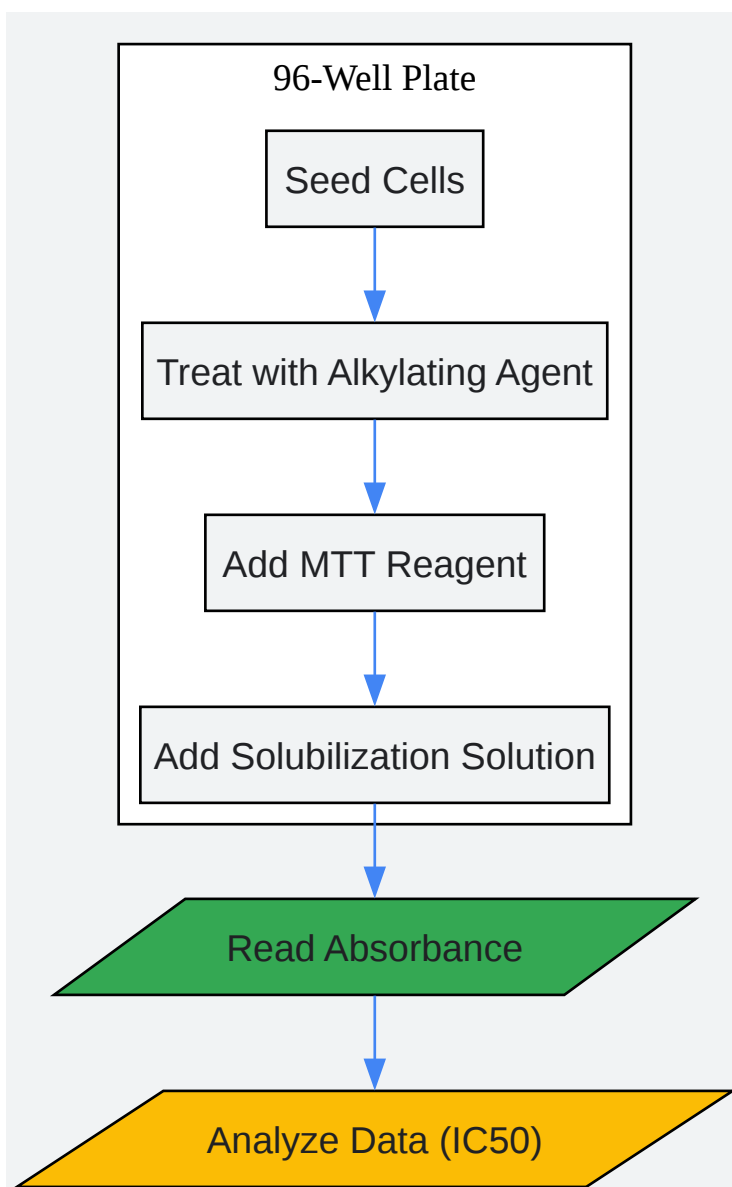 96-Well Plate
Seed Cells
Treat with Alkylating Agent
Add MTT Reagent
Add Solubilization Solution
Read Absorbance
Analyze Data (IC50)